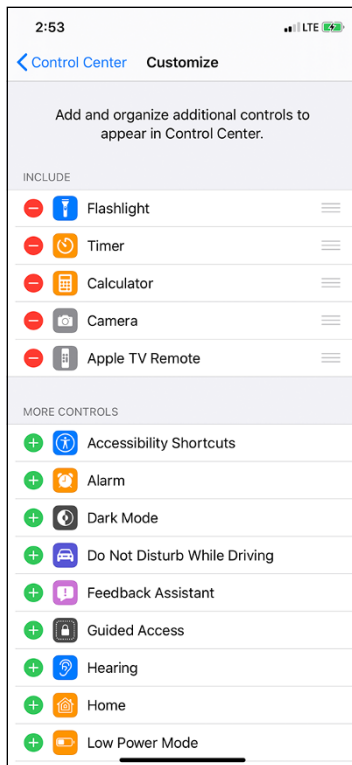 2:53
LTE
Control Center
Customize
Add and organize additional controls to
appear in Control Center.
INCLUDE
Flashlight
Timer
Calculator
Camera
Apple TV Remote
MORE CONTROLS
Accessibility Shortcuts
Alarm
Dark Mode
Do Not Disturb While Driving
Feedback Assistant
Guided Access
Hearing
Home
Low Power Mode